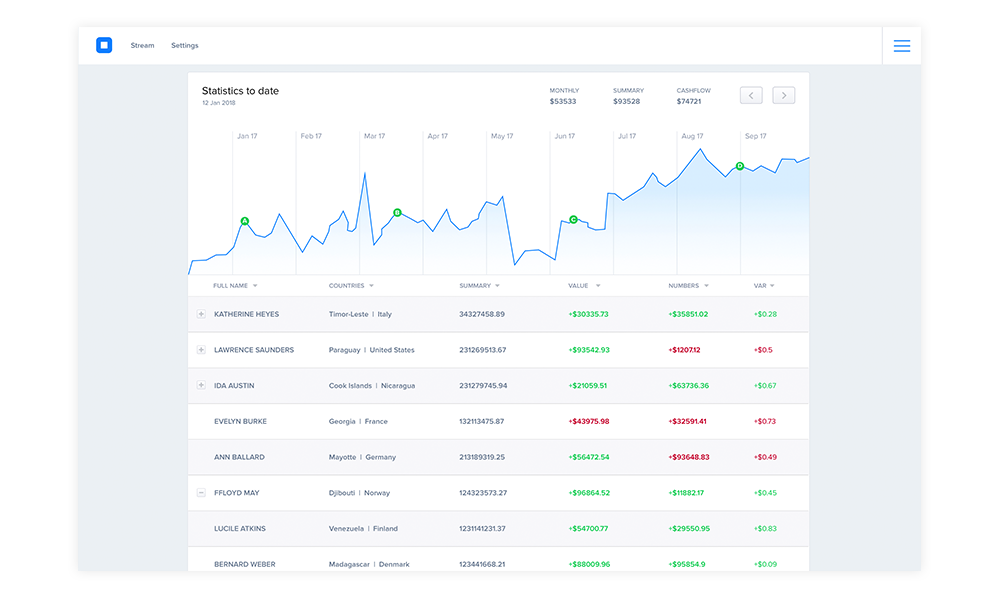 Stream Settings
Statistics to date
12 Jan 2018
MONTHLY SUMMARY CASHFLOW
$53533 $93528 $74721
Jan 17 Feb 17 Mar 17 Apr 17 May 17 Jun 17 Jul 17 Aug 17 Sep 17
A B C D
FULL NAME COUNTRIES SUMMARY VALUE NUMBERS VAR
KATHERINE HEYES Timor-Leste | Italy 34327458.89 +$30335.73 +$35851.02 +$0.28
LAWRENCE SAUNDERS Paraguay | United States 231269513.67 +$93542.93 +$1207.12 +$0.5
IDA AUSTIN Cook Islands | Nicaragua 231279745.94 +$21059.51 +$63736.36 +$0.67
EVELYN BURKE Georgia | France 132113475.87 +$43975.98 +$32591.41 +$0.73
ANN BALLARD Mayotte | Germany 213189319.25 +$56472.54 +$93648.83 +$0.49
FFLOYD MAY Djibouti | Norway 124323573.27 +$96864.52 +$11882.17 +$0.45
LUCILE ATKINS Venezuela | Finland 1231141231.37 +$54700.77 +$29550.95 +$0.83
BERNARD WEBER Madagascar | Denmark 123441668.21 +$88009.96 +$95854.9 +$0.09